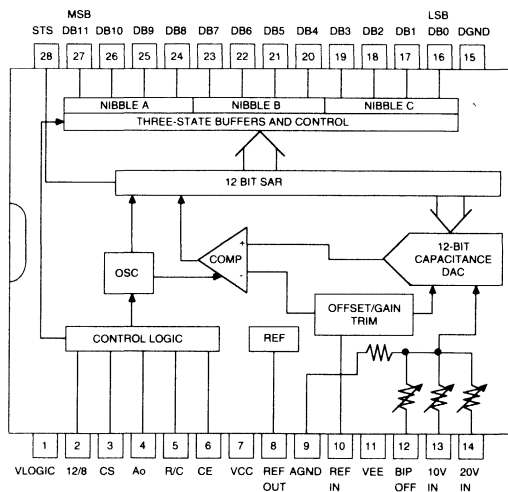 MSB LSB
STS DB11 DB10 DB9 DB8 DB7 DB6 DB5 DB4 DB3 DB2 DB1 DB0 DGND
28 27 26 25 24 23 22 21 20 19 18 17 16 15
NIBBLE A NIBBLE B NIBBLE C
THREE-STATE BUFFERS AND CONTROL
12 BIT SAR
12-BIT
CAPACITANCE
DAC
+
COMP
-
OSC
OFFSET/GAIN
TRIM
CONTROL LOGIC
REF
1 2 3 4 5 6 7 8 9 10 11 12 13 14
VLOGIC 12/8 CS Ao R/C CE VCC REF AGND REF VEE BIP 10V 20V
OUT IN OFF IN IN